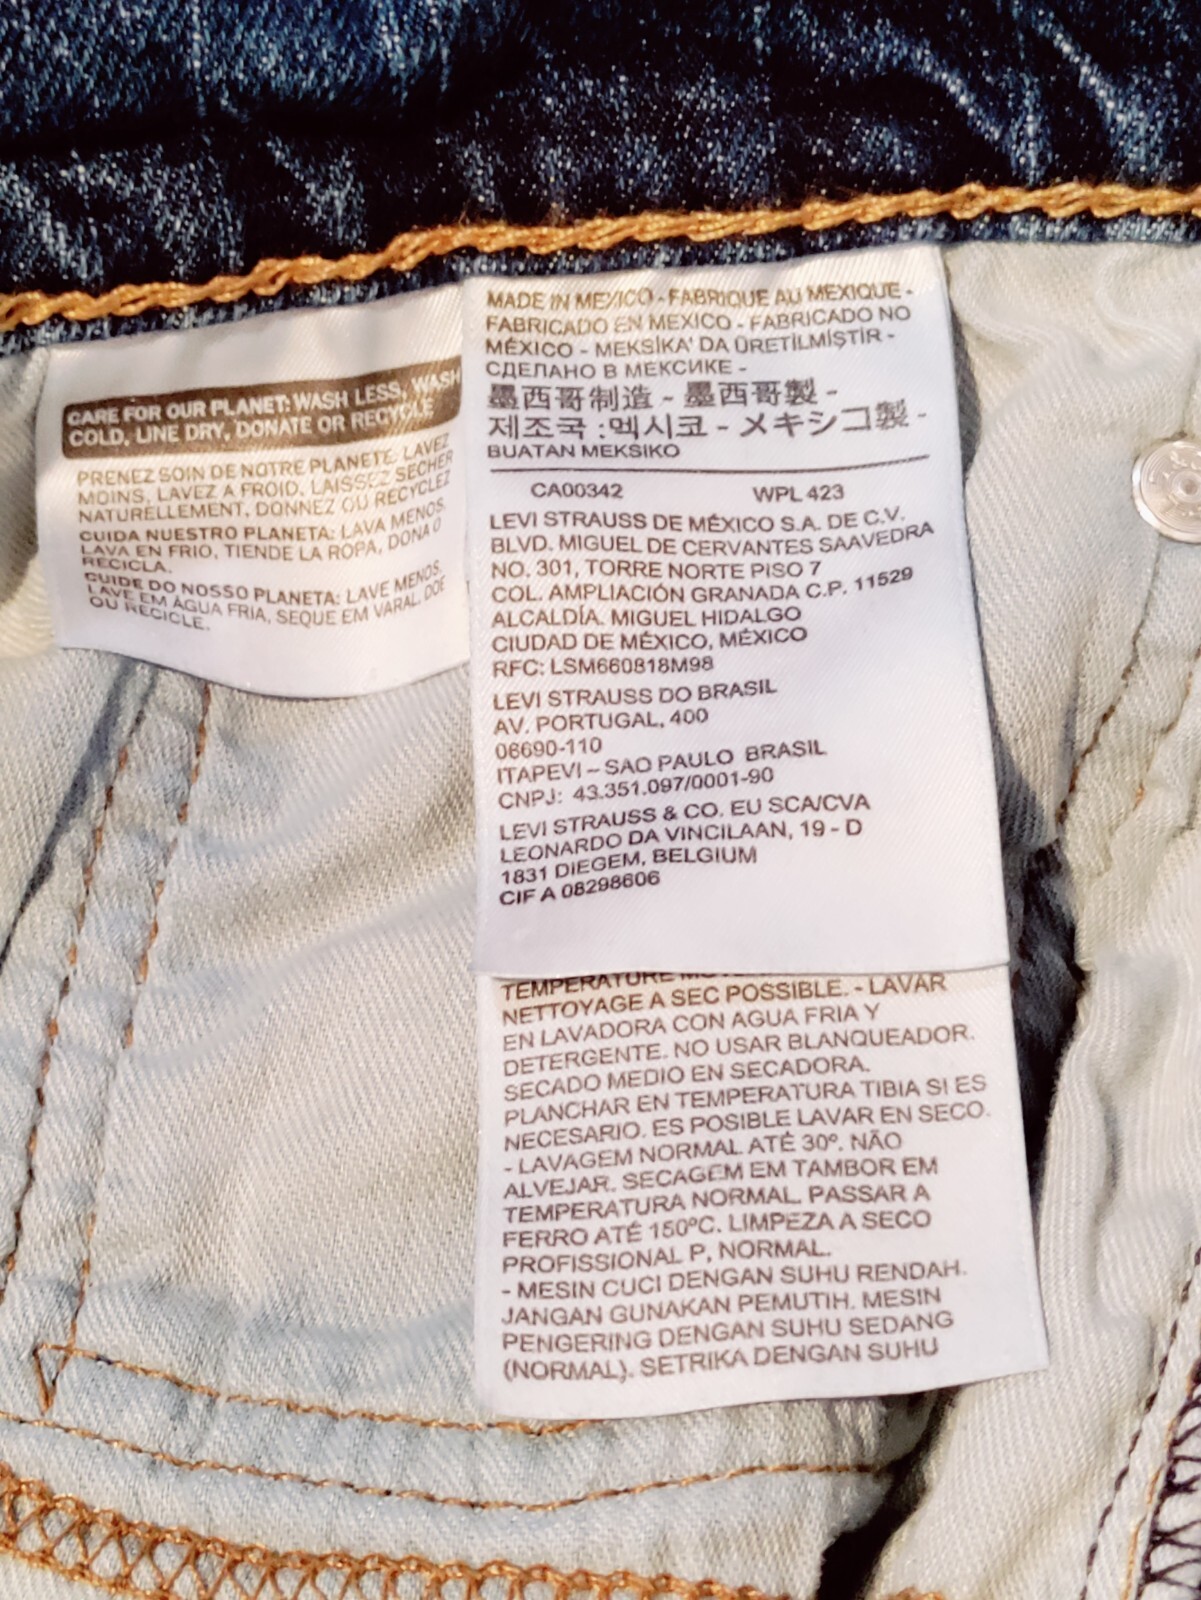 CARE FOR OUR PLANET: WASH LESS, WASH
COLD, LINE DRY, DONATE OR RECYCLE
PRENEZ SOIN DE NOTRE PLANETE: LAVEZ
MOINS, LAVEZ A FROID, LAISSEZ SECHER
NATURELLEMENT, DONNEZ OU RECYCLEZ
CUIDA NUESTRO PLANETA: LAVA MENOS,
LAVA EN FRIO, TIENDE LA ROPA, DONA O
RECICLA.
CUIDE DO NOSSO PLANETA: LAVE MENOS,
LAVE EM ÁGUA FRIA, SEQUE EM VARAL, DOE
OU RECICLE.
MADE IN MEXICO - FABRIQUE AU MEXIQUE -
FABRICADO EN MEXICO - FABRICADO NO
MÉXICO - MEKSİKA' DA ÜRETİLMİŞTİR -
СДЕЛАНО В МЕКСИКЕ -
墨西哥制造 - 墨西哥製 -
제조국 :멕시코 - メキシコ製 -
BUATAN MEKSIKO
CA00342 WPL 423
LEVI STRAUSS DE MÉXICO S.A. DE C.V.
BLVD. MIGUEL DE CERVANTES SAAVEDRA
NO. 301, TORRE NORTE PISO 7
COL. AMPLIACIÓN GRANADA C.P. 11529
ALCALDÍA. MIGUEL HIDALGO
CIUDAD DE MÉXICO, MÉXICO
RFC: LSM660818M98
LEVI STRAUSS DO BRASIL
AV. PORTUGAL, 400
06690-110
ITAPEVI – SAO PAULO BRASIL
CNPJ: 43.351.097/0001-90
LEVI STRAUSS & CO. EU SCA/CVA
LEONARDO DA VINCILAAN, 19 - D
1831 DIEGEM, BELGIUM
CIF A 08298606
TEMPERATURE
NETTOYAGE A SEC POSSIBLE. - LAVAR
EN LAVADORA CON AGUA FRIA Y
DETERGENTE. NO USAR BLANQUEADOR.
SECADO MEDIO EN SECADORA.
PLANCHAR EN TEMPERATURA TIBIA SI ES
NECESARIO. ES POSIBLE LAVAR EN SECO.
- LAVAGEM NORMAL ATÉ 30º. NÃO
ALVEJAR. SECAGEM EM TAMBOR EM
TEMPERATURA NORMAL. PASSAR A
FERRO ATÉ 150ºC. LIMPEZA A SECO
PROFISSIONAL P, NORMAL.
- MESIN CUCI DENGAN SUHU RENDAH.
JANGAN GUNAKAN PEMUTIH. MESIN
PENGERING DENGAN SUHU SEDANG
(NORMAL). SETRIKA DENGAN SUHU